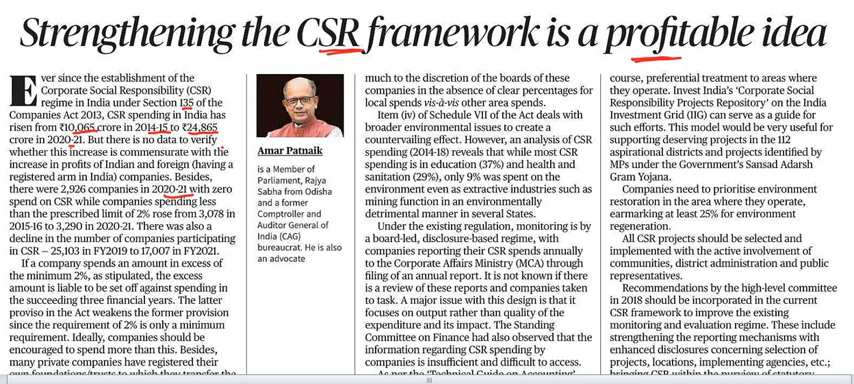 Strengthening the CSR framework is a profitable idea
Ever since the establishment of the
Corporate Social Responsibility (CSR)
regime in India under Section 135 of the
Companies Act 2013, CSR spending in India has
risen from ₹10,065 crore in 2014-15 to ₹24,865
crore in 2020-21. But there is no data to verify
whether this increase is commensurate with the
increase in profits of Indian and foreign (having a
registered arm in India) companies. Besides,
there were 2,926 companies in 2020-21 with zero
spend on CSR while companies spending less
than the prescribed limit of 2% rose from 3,078 in
2015-16 to 3,290 in 2020-21. There was also a
decline in the number of companies participating
in CSR – 25,103 in FY2019 to 17,007 in FY2021.
If a company spends an amount in excess of
the minimum 2%, as stipulated, the excess
amount is liable to be set off against spending in
the succeeding three financial years. The latter
proviso in the Act weakens the former provision
since the requirement of 2% is only a minimum
requirement. Ideally, companies should be
encouraged to spend more than this. Besides,
many private companies have registered their
own foundations/trusts to which they transfer the
Amar Patnaik
is a Member of
Parliament, Rajya
Sabha from Odisha
and a former
Comptroller and
Auditor General of
India (CAG)
bureaucrat. He is also
an advocate
much to the discretion of the boards of these
companies in the absence of clear percentages for
local spends vis-à-vis other area spends.
Item (iv) of Schedule VII of the Act deals with
broader environmental issues to create a
countervailing effect. However, an analysis of CSR
spending (2014-18) reveals that while most CSR
spending is in education (37%) and health and
sanitation (29%), only 9% was spent on the
environment even as extractive industries such as
mining function in an environmentally
detrimental manner in several States.
Under the existing regulation, monitoring is by
a board-led, disclosure-based regime, with
companies reporting their CSR spends annually
to the Corporate Affairs Ministry (MCA) through
filing of an annual report. It is not known if there
is a review of these reports and companies taken
to task. A major issue with this design is that it
focuses on output rather than quality of the
expenditure and its impact. The Standing
Committee on Finance had also observed that the
information regarding CSR spending by
companies is insufficient and difficult to access.
As per the 'Technical Guide on Accounting'
course, preferential treatment to areas where
they operate. Invest India's 'Corporate Social
Responsibility Projects Repository' on the India
Investment Grid (IIG) can serve as a guide for
such efforts. This model would be very useful for
supporting deserving projects in the 112
aspirational districts and projects identified by
MPs under the Government's Sansad Adarsh
Gram Yojana.
Companies need to prioritise environment
restoration in the area where they operate,
earmarking at least 25% for environment
regeneration.
All CSR projects should be selected and
implemented with the active involvement of
communities, district administration and public
representatives.
Recommendations by the high-level committee
in 2018 should be incorporated in the current
CSR framework to improve the existing
monitoring and evaluation regime. These include
strengthening the reporting mechanisms with
enhanced disclosures concerning selection of
projects, locations, implementing agencies, etc.;
bringing CSR within the purview of statutory